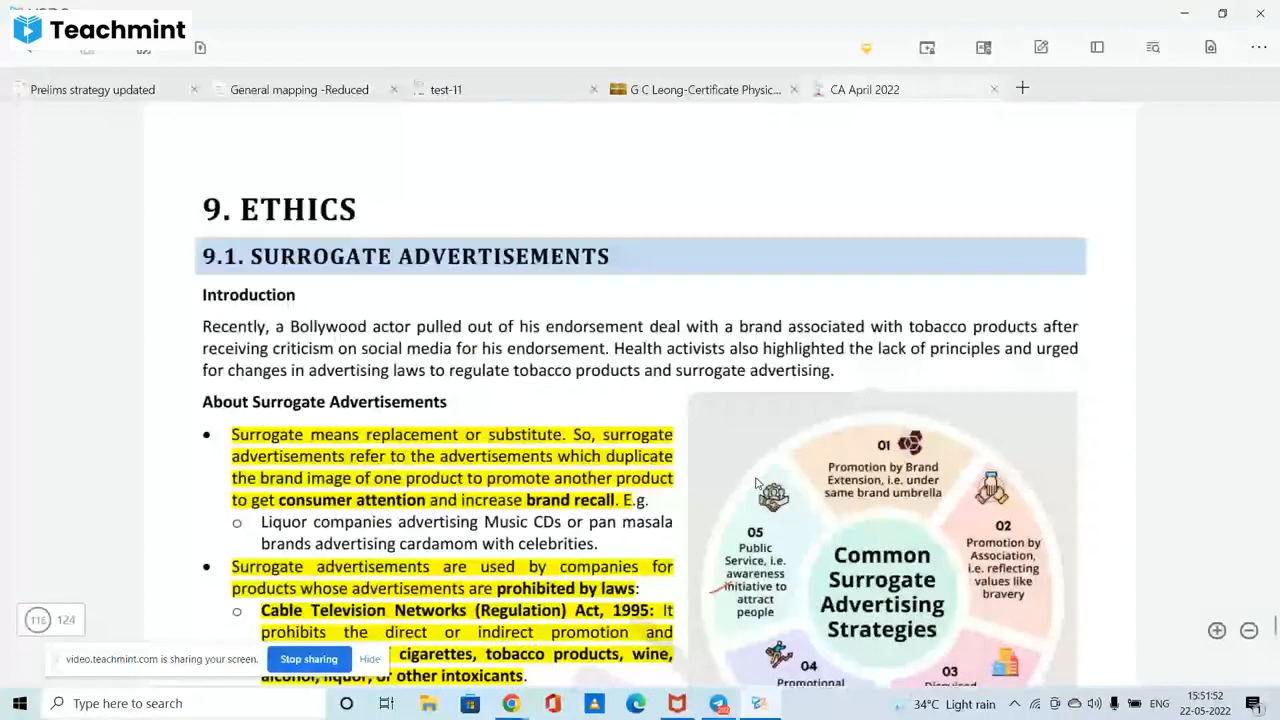 Teachmint
Prelims strategy updated
General mapping -Reduced
test-11
G C Leong-Certificate Physic...
CA April 2022
9. ETHICS
9.1. SURROGATE ADVERTISEMENTS
Introduction
Recently, a Bollywood actor pulled out of his endorsement deal with a brand associated with tobacco products after
receiving criticism on social media for his endorsement. Health activists also highlighted the lack of principles and urged
for changes in advertising laws to regulate tobacco products and surrogate advertising.
About Surrogate Advertisements
• Surrogate means replacement or substitute. So, surrogate
advertisements refer to the advertisements which duplicate
the brand image of one product to promote another product
to get consumer attention and increase brand recall. E.g.
o Liquor companies advertising Music CDs or pan masala
brands advertising cardamom with celebrities.
• Surrogate advertisements are used by companies for
products whose advertisements are prohibited by laws:
o Cable Television Networks (Regulation) Act, 1995: It
prohibits the direct or indirect promotion and
cigarettes, tobacco products, wine,
alcohol, liquor, or other intoxicants.
01
Promotion by Brand
Extension, i.e. under
same brand umbrella
02
Promotion by
Association,
i.e. reflecting
values like
bravery
03
Disguised
04
Promotional
05
Public
Service, i.e.
awareness
initiative to
attract
people
Common
Surrogate
Advertising
Strategies
116 124
video.teachmint.com is sharing your screen.
Stop sharing
Hide
Type here to search
34°C Light rain
ENG
15:51:52
22-05-2022